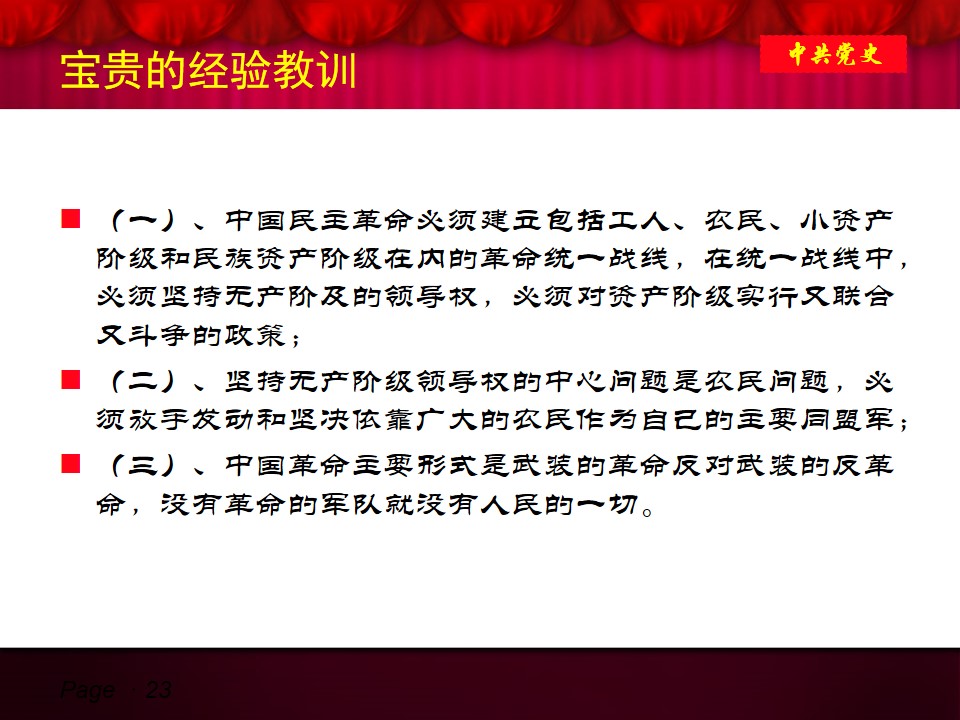 宝贵的经验教训
中共党史
（一）、中国民主革命必须建立包括工人、农民、小资产
阶级和民族资产阶级在内的革命统一战线，在统一战线中，
必须坚持无产阶及的领导权，必须对资产阶级实行又联合
又斗争的政策；
（二）、坚持无产阶级领导权的中心问题是农民问题，必
须放手发动和坚决依靠广大的农民作为自己的主要同盟军；
（三）、中国革命主要形式是武装的革命反对武装的反革
命，没有革命的军队就没有人民的一切。
Page 23